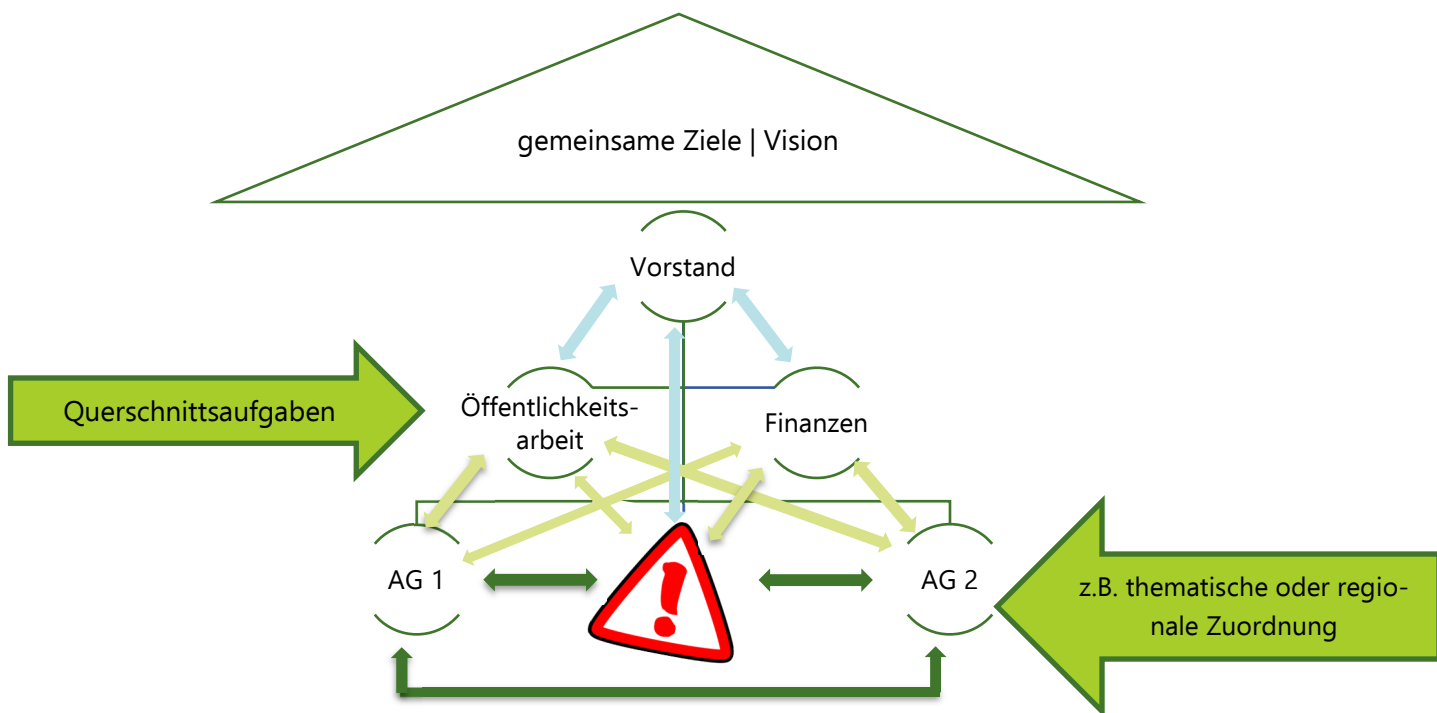 gemeinsame Ziele | Vision
Vorstand
Querschnittsaufgaben
Öffentlichkeits-
arbeit
Finanzen
AG 1
!
AG 2
z.B. thematische oder regio-
nale Zuordnung